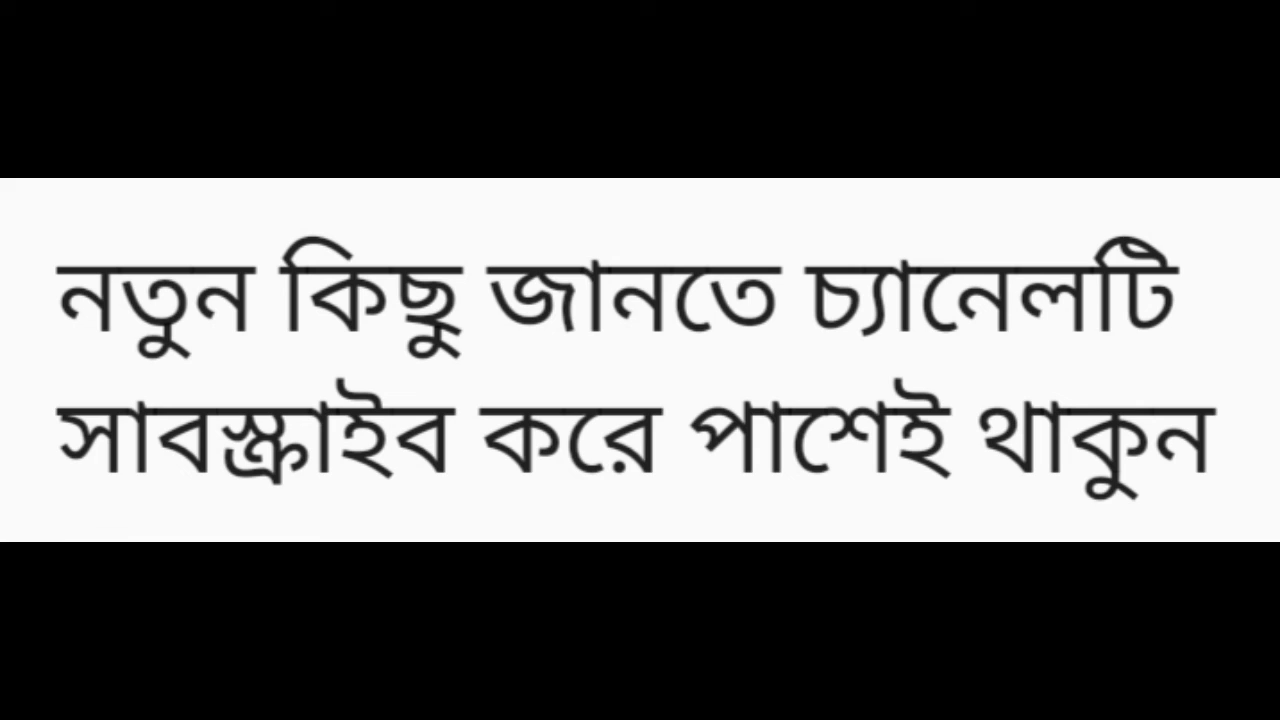 নতুন কিছু জানতে চ্যানেলটি
সাবস্ক্রাইব করে পাশেই থাকুন